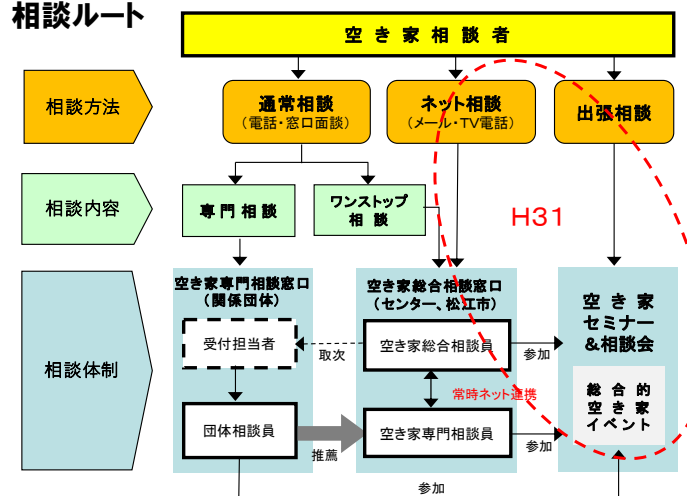 相談ルート
空き家相談者
相談方法
通常相談
(電話・窓口面談)
ネット相談
(メール・TV電話)
出張相談
相談内容
専門相談
ワンストップ
相談
H31
相談体制
空き家専門相談窓口
(関係団体)
空き家総合相談窓口
(センター、松江市)
空き家
セミナー
&相談会
受付担当者
取次
空き家総合相談員
参加
常時ネット連携
総合的
空き家
イベント
団体相談員
推薦
空き家専門相談員
参加
参加